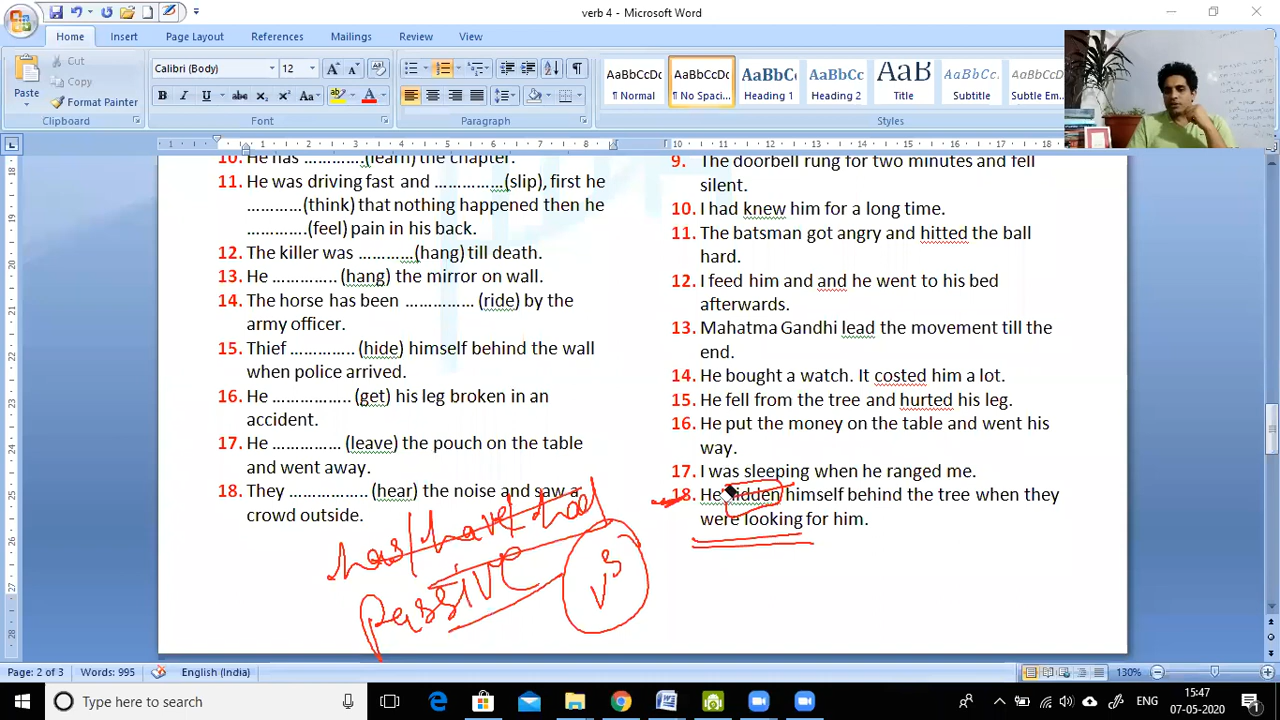 verb 4 - Microsoft Word
Home Insert Page Layout References Mailings Review View
Cut
Copy
Paste
Format Painter
Calibri (Body) 12
AaBbCcDc AaBbCcDc AaBbCc AaBbCc AaB AaBbCc AaBbCcDc
¶ Normal ¶ No Spaci... Heading 1 Heading 2 Title Subtitle Subtle Em...
Clipboard Font Paragraph Styles
10. He has .............(learn) the chapter.
11. He was driving fast and ...............(slip), first he
............(think) that nothing happened then he
.............(feel) pain in his back.
12. The killer was ............(hang) till death.
13. He .............. (hang) the mirror on wall.
14. The horse has been ............... (ride) by the
army officer.
15. Thief .............. (hide) himself behind the wall
when police arrived.
16. He ................. (get) his leg broken in an
accident.
17. He ............... (leave) the pouch on the table
and went away.
18. They ................. (hear) the noise and saw a
crowd outside.
has/have/had
passive
v3
9. The doorbell rung for two minutes and fell
silent.
10. I had knew him for a long time.
11. The batsman got angry and hitted the ball
hard.
12. I feed him and and he went to his bed
afterwards.
13. Mahatma Gandhi lead the movement till the
end.
14. He bought a watch. It costed him a lot.
15. He fell from the tree and hurted his leg.
16. He put the money on the table and went his
way.
17. I was sleeping when he ranged me.
18. He hidden himself behind the tree when they
were looking for him.
Page: 2 of 3 Words: 995 English (India) 130%
Type here to search
ENG
15:47
07-05-2020